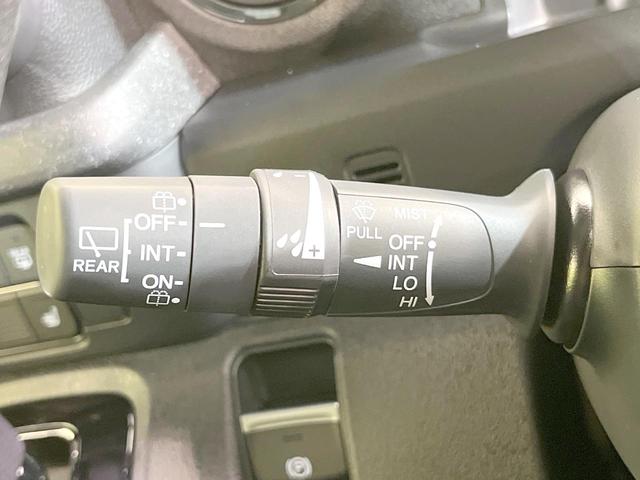 OFF
INT
REAR
ON
MIST
PULL
OFF
INT
LO
HI